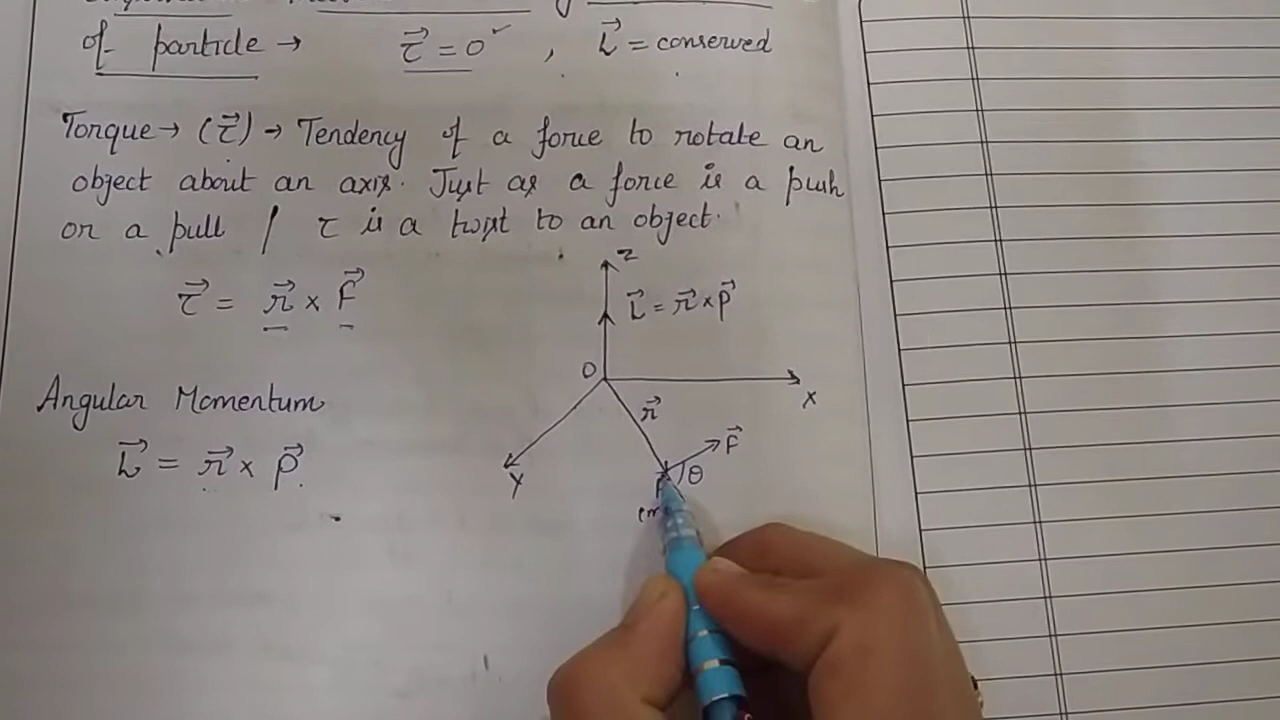 of particle → τ⃗ = 0 ✓, L⃗ = conserved
Torque → (τ⃗) → Tendency of a force to rotate an
object about an axis. Just as a force is a push
or a pull / τ is a twist to an object.
τ⃗ = r⃗ × F⃗
Z
L⃗ = r⃗ × p⃗
O
X
Angular Momentum
r⃗
F⃗
L⃗ = r⃗ × p⃗
Y
θ